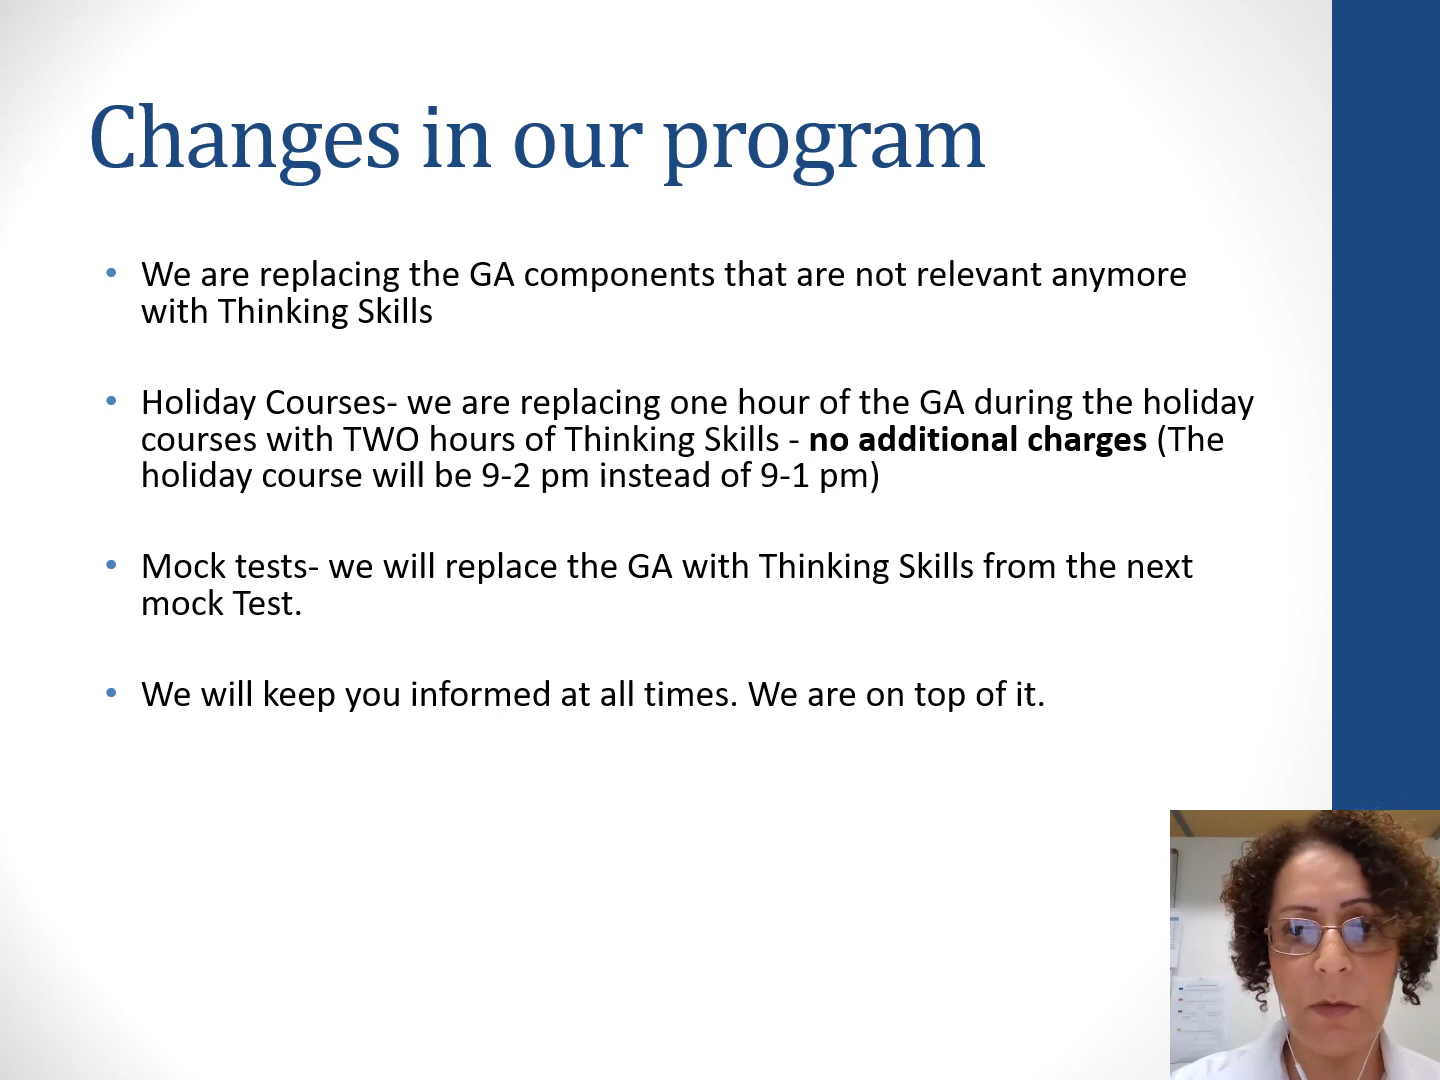 Changes in our program
• We are replacing the GA components that are not relevant anymore
with Thinking Skills
• Holiday Courses- we are replacing one hour of the GA during the holiday
courses with TWO hours of Thinking Skills - no additional charges (The
holiday course will be 9-2 pm instead of 9-1 pm)
• Mock tests- we will replace the GA with Thinking Skills from the next
mock Test.
• We will keep you informed at all times. We are on top of it.